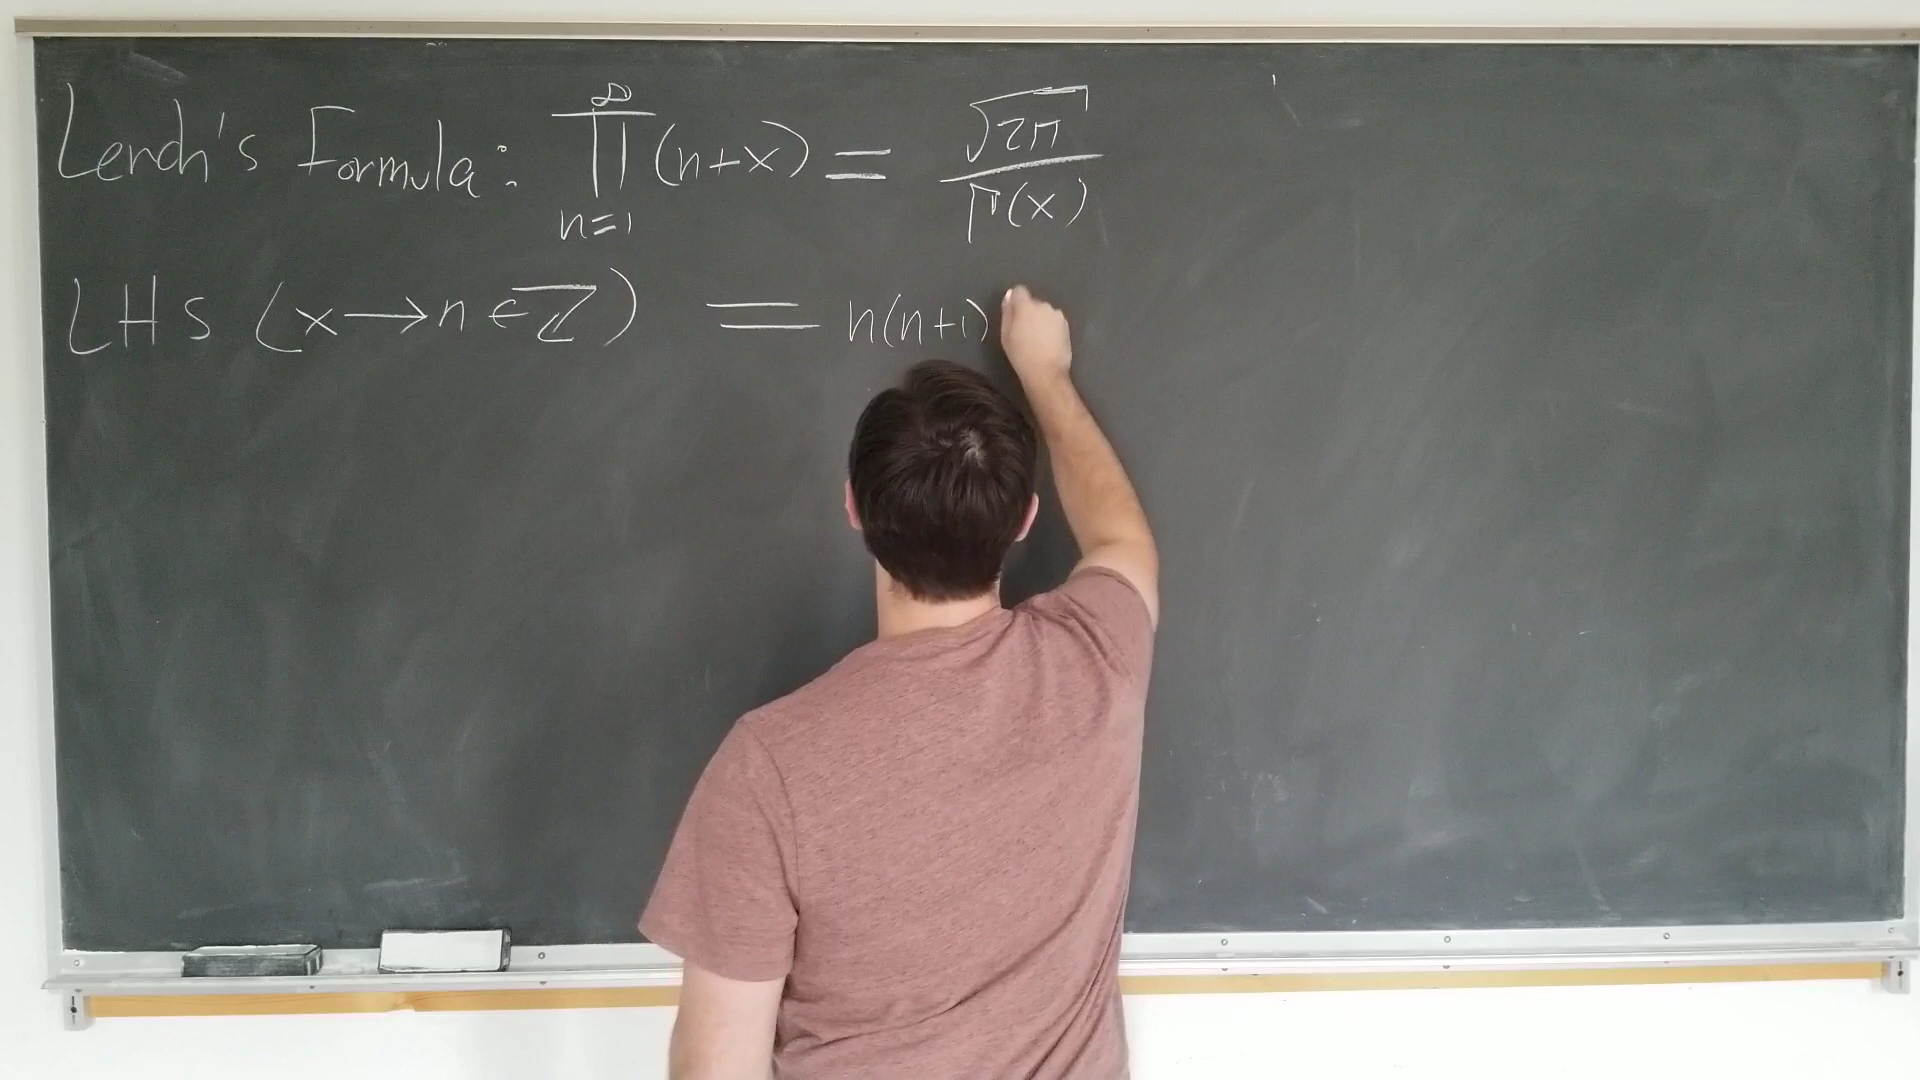 Lerch's Formula: ∞∏n=1 (n+x) = √2π / Γ(x)
LHS (x→n∈ℤ) = n(n+1)